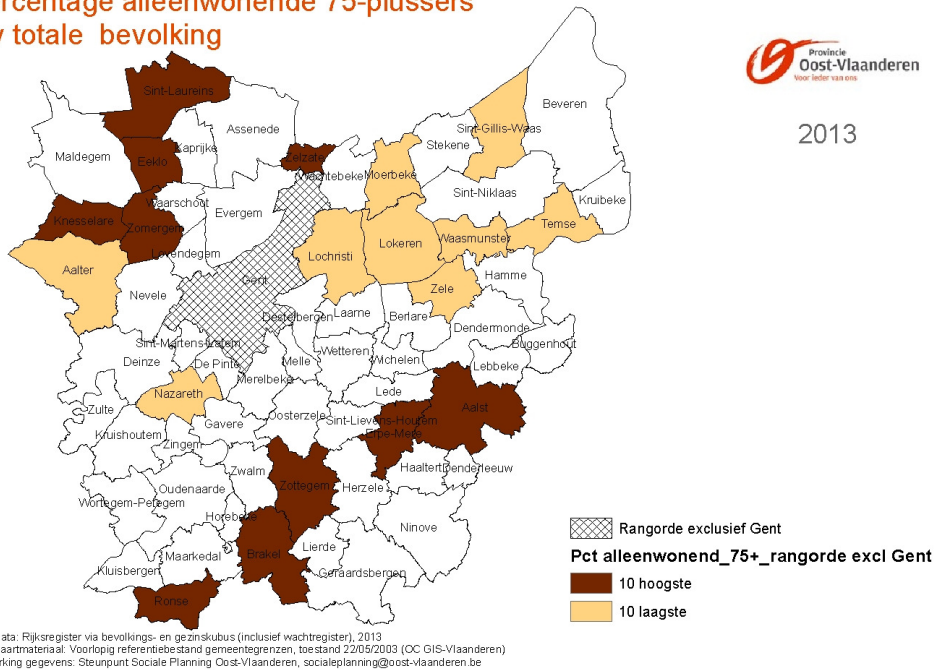 rcentage alleenwonende 75-plussers
totale bevolking
Provincie
Oost-Vlaanderen
Voor ieder van ons
2013
Sint-Laureins
Beveren
Assenede
Sint-Gillis-Waas
Stekene
Maldegem
Eeklo
Kaprijke
Zelzate
Wachtebeke
Moerbeke
Sint-Niklaas
Kruibeke
Waarschoot
Evergem
Knesselare
Zomergem
Temse
Lokeren
Waasmunster
Lovendegem
Lochristi
Aalter
Hamme
Gent
Zele
Nevele
Destelbergen
Laarne
Berlare
Dendermonde
Sint-Martens-Latem
Buggenhout
Wetteren
Deinze
De Pinte
Melle
Wichelen
Lebbeke
Merelbeke
Nazareth
Lede
Zulte
Aalst
Oosterzele
Gavere
Sint-Lievens-Houtem
Kruishoutem
Erpe-Mere
Zingem
Zwalm
Haaltert
Denderleeuw
Zottegem
Herzele
Oudenaarde
Wortegem-Petegem
Horebeke
Ninove
Lierde
Maarkedal
Brakel
Kluisbergen
Geraardsbergen
Ronse
Rangorde exclusief Gent
Pct alleenwonend_75+_rangorde excl Gent
10 hoogste
10 laagste
ata: Rijksregister via bevolkings- en gezinskubus (inclusief wachtregister), 2013
aartmateriaal: Voorlopig referentiebestand gemeentegrenzen, toestand 22/05/2003 (OC GIS-Vlaanderen)
rking gegevens: Steunpunt Sociale Planning Oost-Vlaanderen, socialeplanning@oost-vlaanderen.be